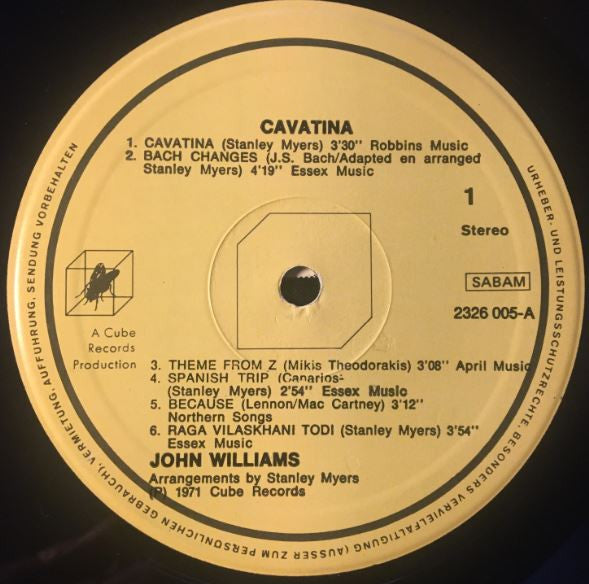 CAVATINA
1. CAVATINA (Stanley Myers) 3'30'' Robbins Music
2. BACH CHANGES (J.S. Bach/Adapted en arranged
Stanley Myers) 4'19'' Essex Music
1
Stereo
SABAM
2326 005-A
A Cube
Records
Production
3. THEME FROM Z (Mikis Theodorakis) 3'08'' April Music
4. SPANISH TRIP (Canarios-
(Stanley Myers) 2'54'' Essex Music
5. BECAUSE (Lennon/Mac Cartney) 3'12''
Northern Songs
6. RAGA VILASKHANI TODI (Stanley Myers) 3'54''
Essex Music
JOHN WILLIAMS
Arrangements by Stanley Myers
(P) 1971 Cube Records
URHEBER- UND LEISTUNGSSCHUTZRECHTE, BESONDERS VERVIELFALTIGUNG (AUSSER ZUM PERSONLICHEN GEBRAUCH), VERMIETUNG, AUFFUHRUNG, SENDUNG VORBEHALTEN